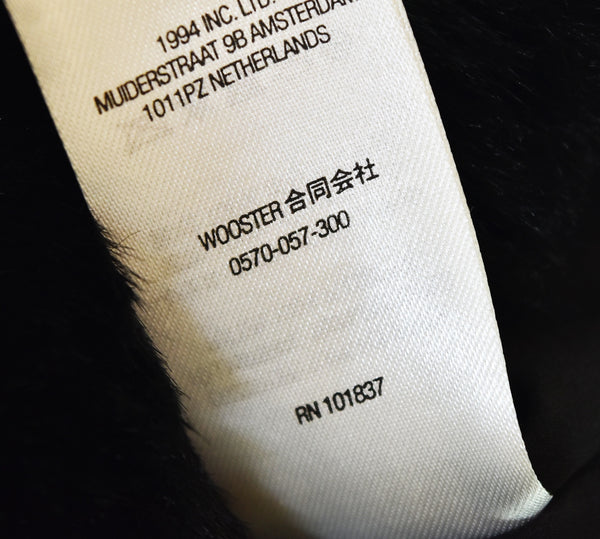 1994 INC. LTD.
MUIDERSTRAAT 9B AMSTERDAM
1011PZ NETHERLANDS
WOOSTER 合同会社
0570-057-300
RN 101837